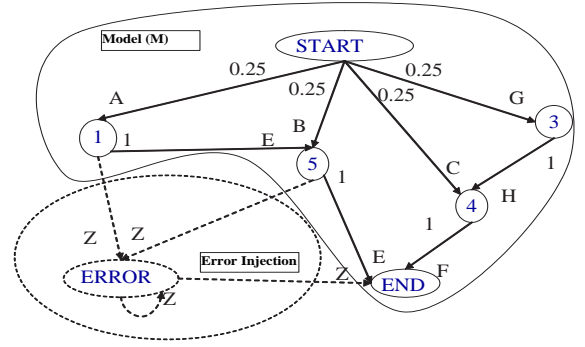 Model (M)
START
0.25
0.25
0.25
0.25
A
G
B
1
1
E
3
5
C
1
1
H
4
1
Z
Z
Error Injection
E
ERROR
Z
END
F
Z